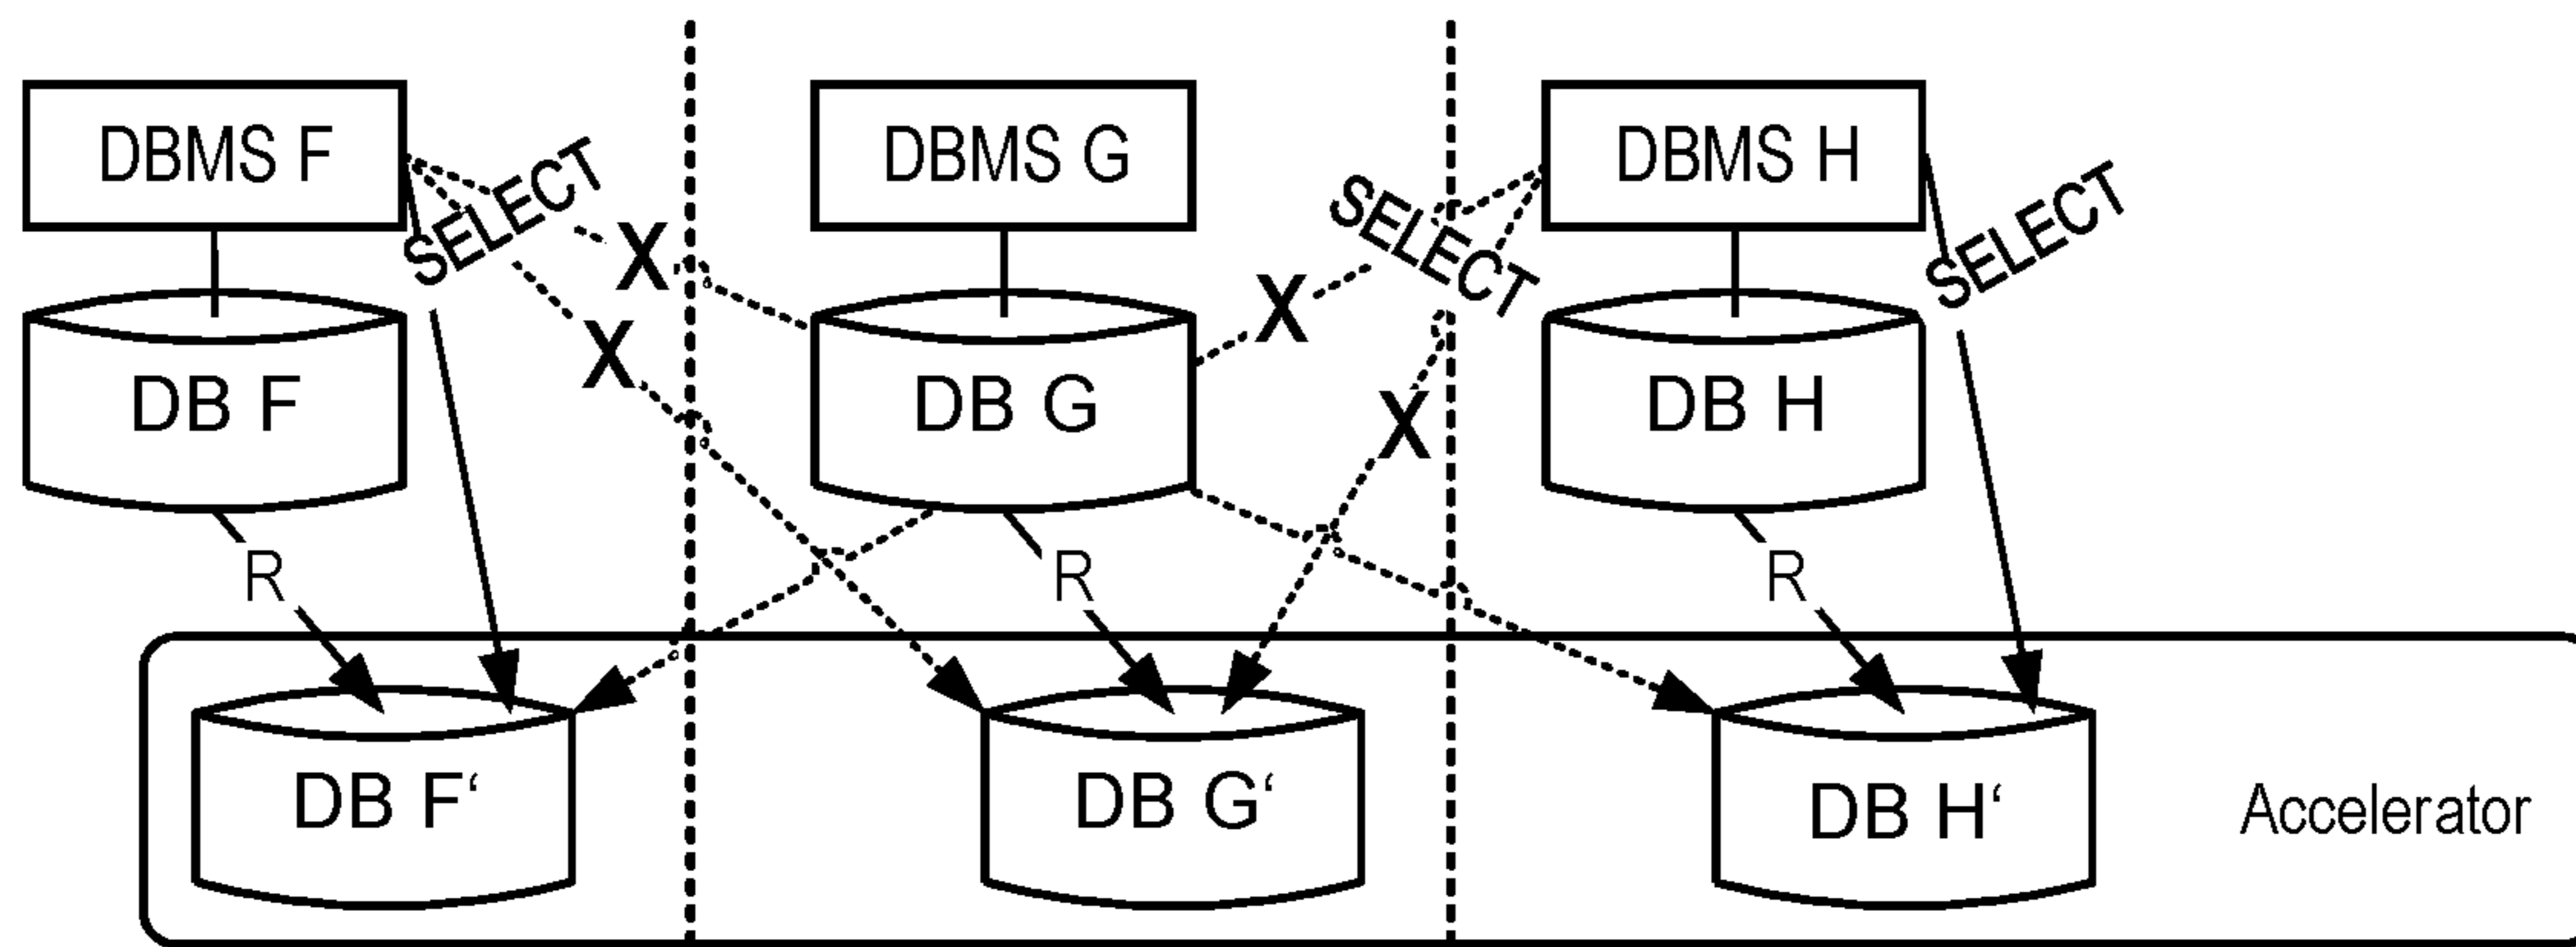 DBMS F
DBMS G
DBMS H
SELECT
SELECT
SELECT
X
X
X
X
DB F
DB G
DB H
R
R
R
DB F‘
DB G‘
DB H‘
Accelerator